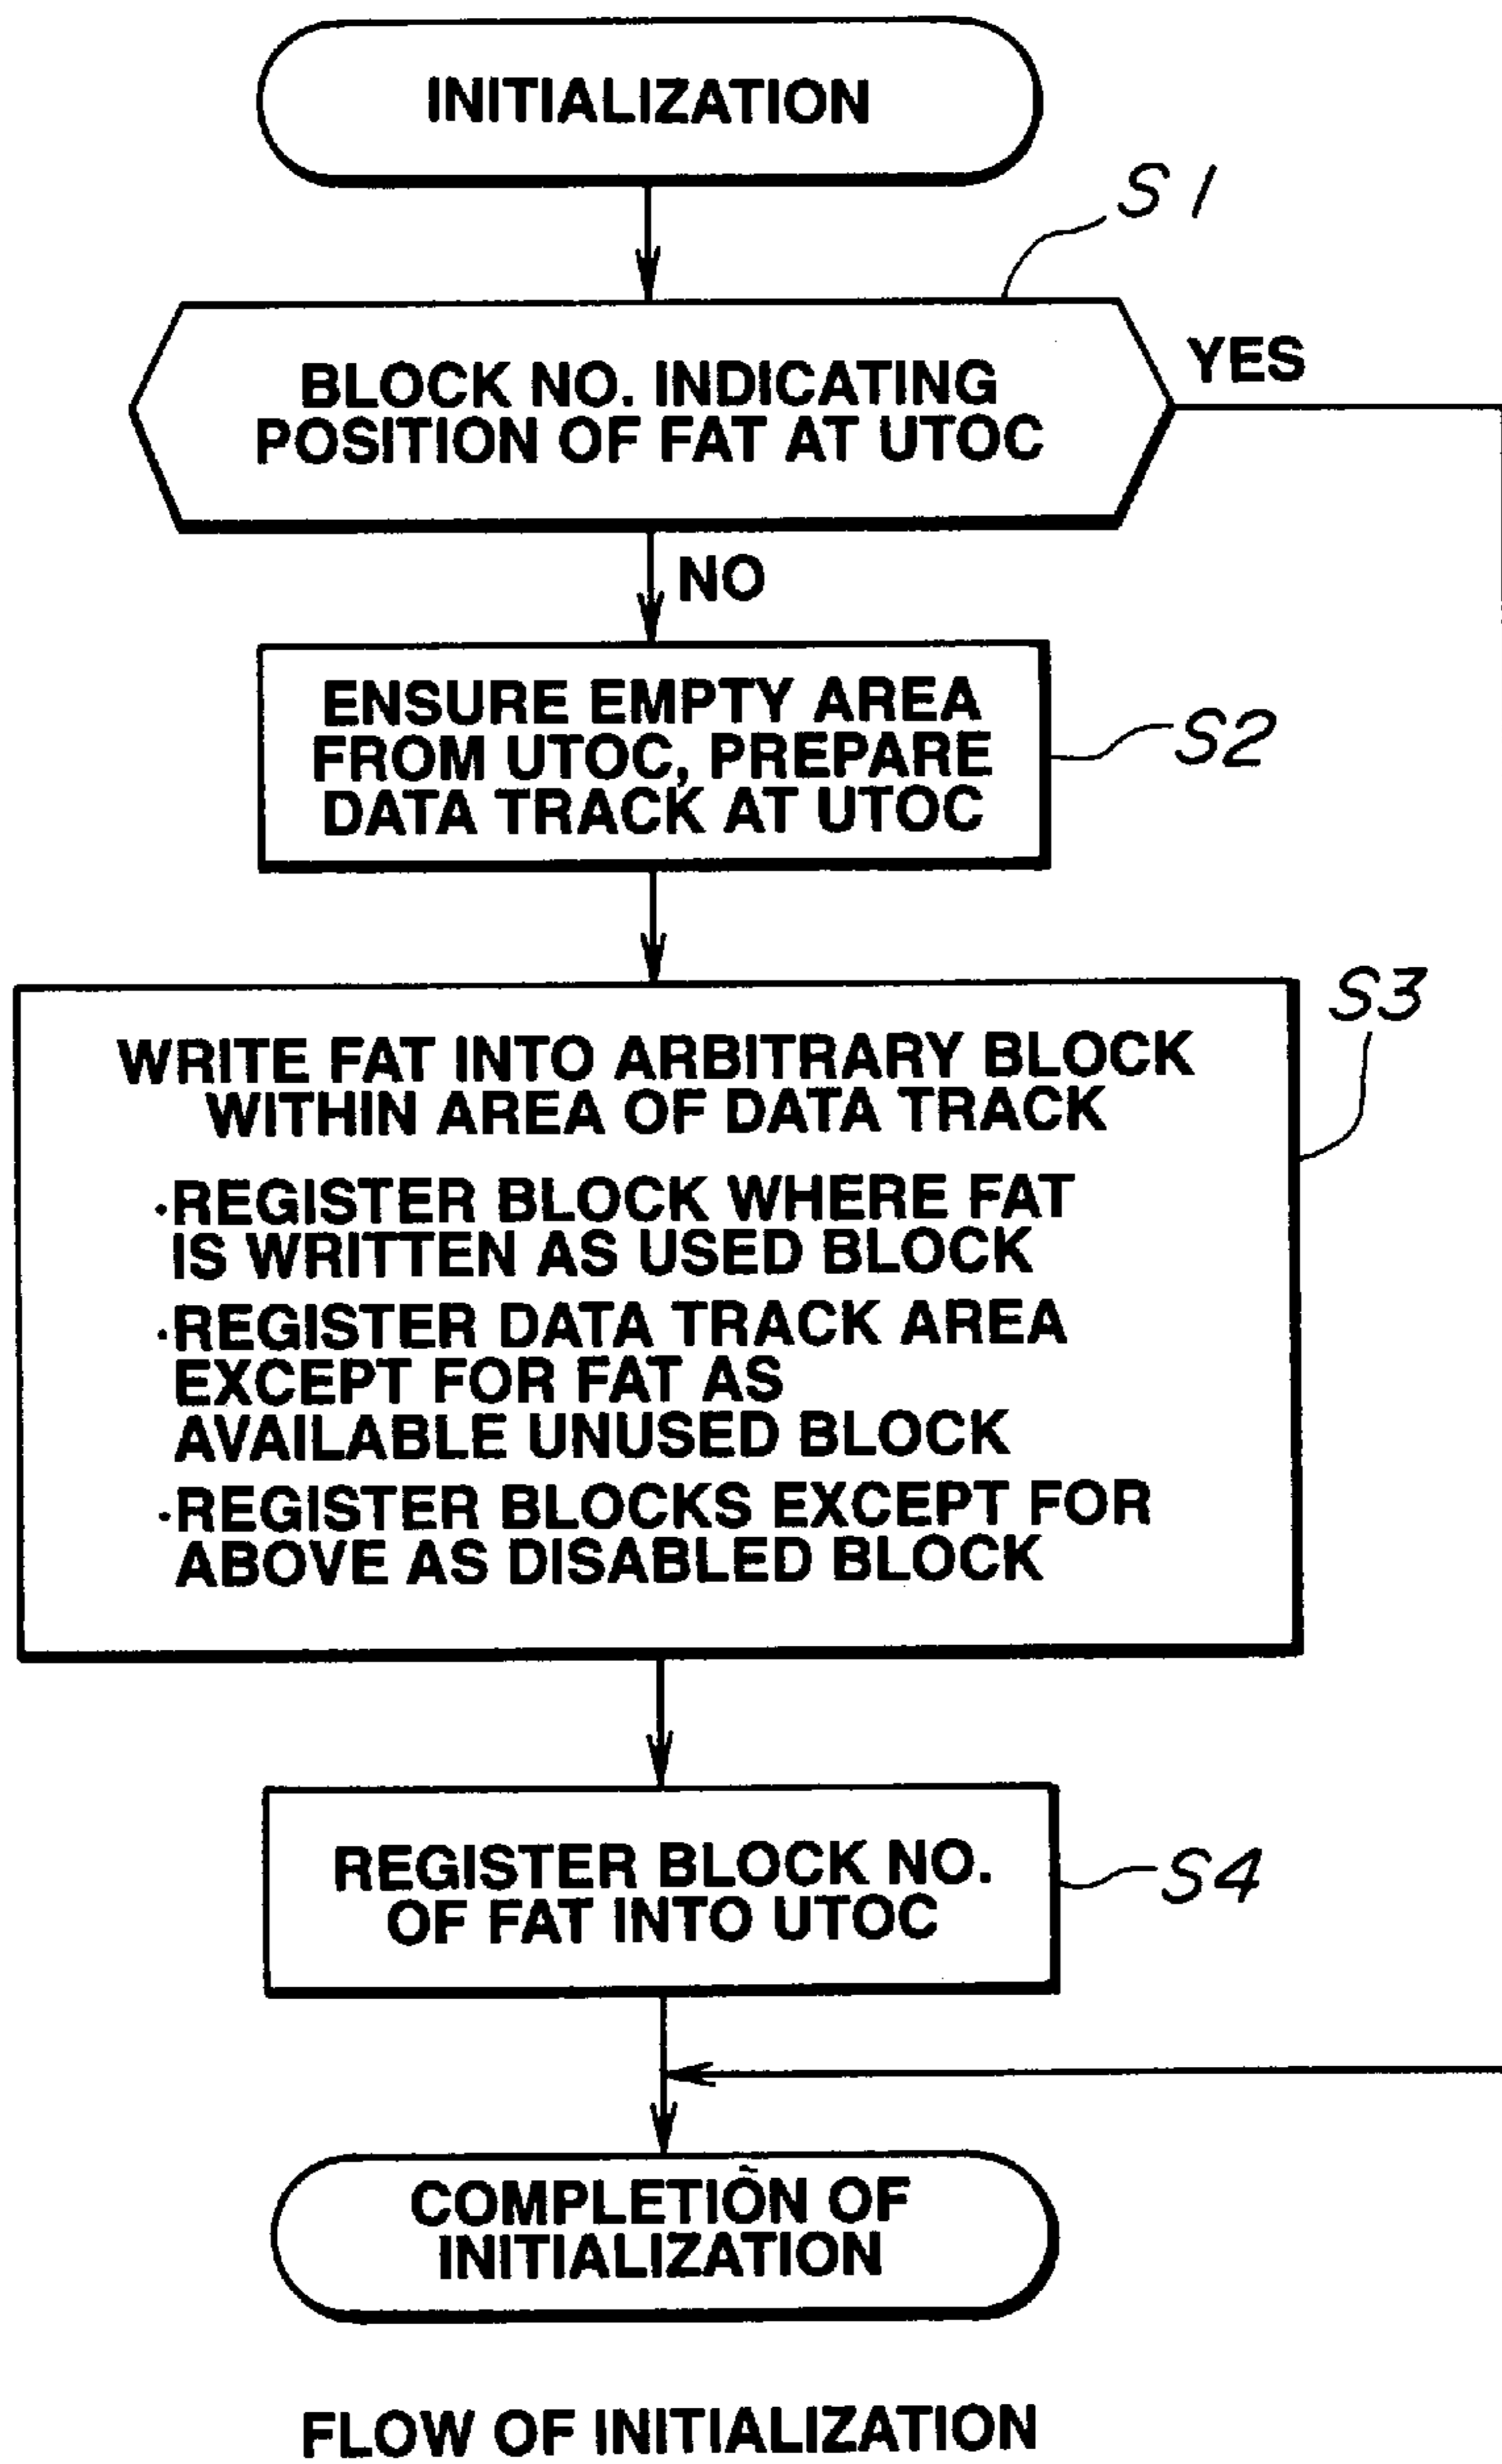 INITIALIZATION
S1
BLOCK NO. INDICATING
POSITION OF FAT AT UTOC
YES
NO
ENSURE EMPTY AREA
FROM UTOC, PREPARE
DATA TRACK AT UTOC
S2
S3
WRITE FAT INTO ARBITRARY BLOCK
WITHIN AREA OF DATA TRACK
·REGISTER BLOCK WHERE FAT
IS WRITTEN AS USED BLOCK
·REGISTER DATA TRACK AREA
EXCEPT FOR FAT AS
AVAILABLE UNUSED BLOCK
·REGISTER BLOCKS EXCEPT FOR
ABOVE AS DISABLED BLOCK
REGISTER BLOCK NO.
OF FAT INTO UTOC
S4
COMPLETION OF
INITIALIZATION
FLOW OF INITIALIZATION